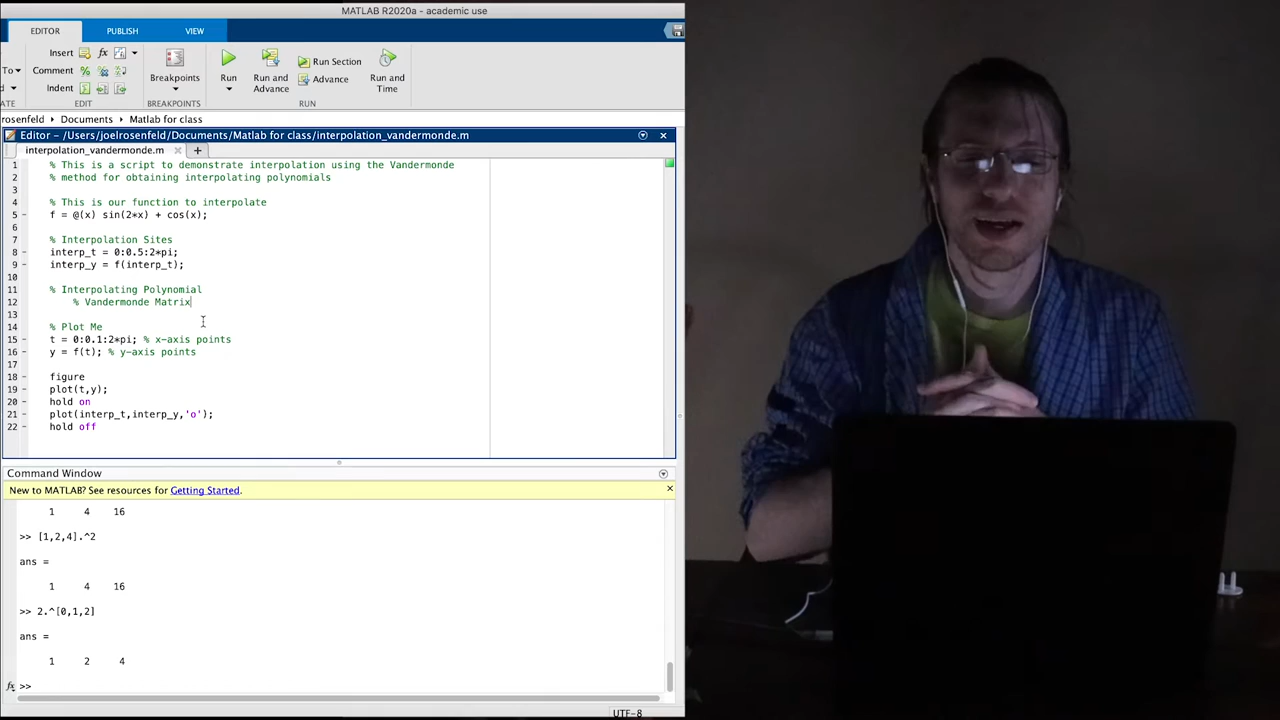 MATLAB R2020a - academic use
EDITOR PUBLISH VIEW
Insert fx
To Comment %
Indent
Breakpoints
Run
Run and Advance
Run Section
Advance
Run and Time
EDIT BREAKPOINTS RUN
rosenfeld Documents Matlab for class
Editor - /Users/joelrosenfeld/Documents/Matlab for class/interpolation_vandermonde.m
interpolation_vandermonde.m
1 % This is a script to demonstrate interpolation using the Vandermonde
2 % method for obtaining interpolating polynomials
3
4 % This is our function to interpolate
5 - f = @(x) sin(2*x) + cos(x);
6
7 % Interpolation Sites
8 - interp_t = 0:0.5:2*pi;
9 - interp_y = f(interp_t);
10
11 % Interpolating Polynomial
12 % Vandermonde Matrix
13
14 % Plot Me
15 - t = 0:0.1:2*pi; % x-axis points
16 - y = f(t); % y-axis points
17
18 - figure
19 - plot(t,y);
20 - hold on
21 - plot(interp_t,interp_y,'o');
22 - hold off
Command Window
New to MATLAB? See resources for Getting Started.
1 4 16
>> [1,2,4].^2
ans =
1 4 16
>> 2.^[0,1,2]
ans =
1 2 4
fx >>
UTF-8